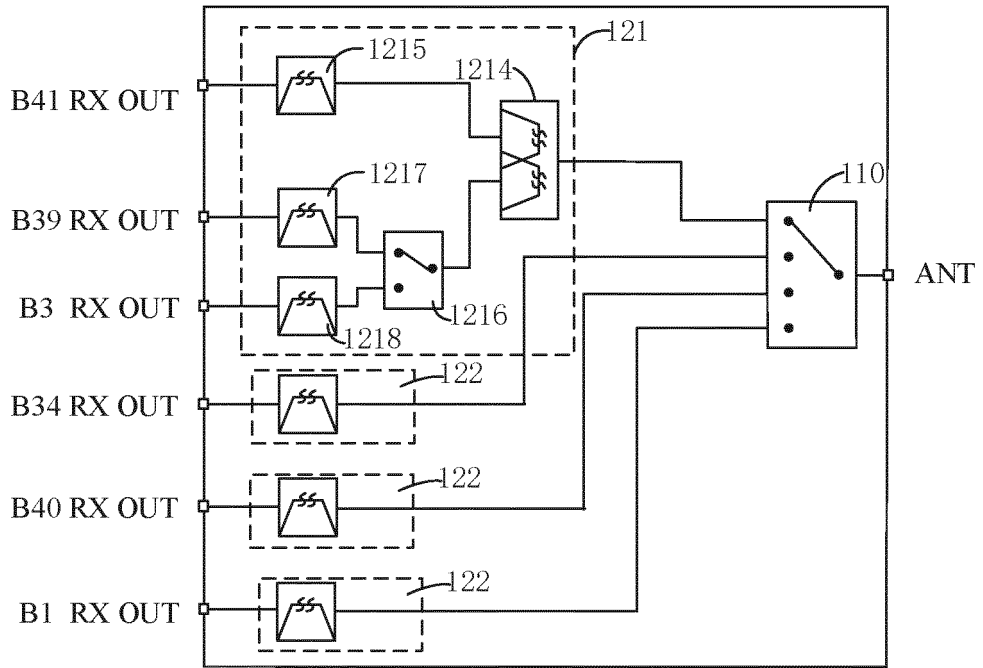 121
1215
1214
B41 RX OUT
1217
110
B39 RX OUT
ANT
B3 RX OUT
1216
1218
122
B34 RX OUT
122
B40 RX OUT
122
B1 RX OUT